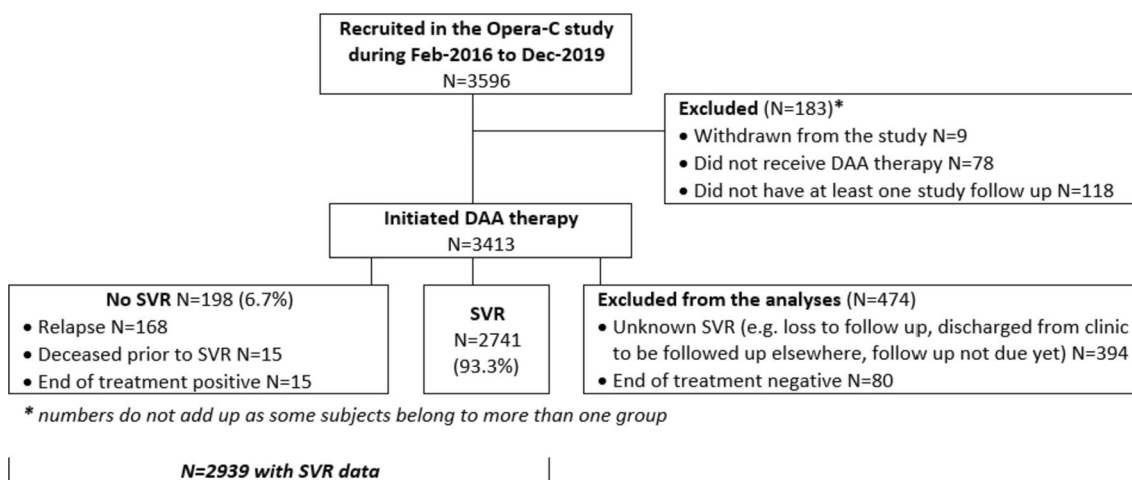 Recruited in the Opera-C study
during Feb-2016 to Dec-2019
N=3596
Excluded (N=183)*
• Withdrawn from the study N=9
• Did not receive DAA therapy N=78
• Did not have at least one study follow up N=118
Initiated DAA therapy
N=3413
No SVR N=198 (6.7%)
• Relapse N=168
• Deceased prior to SVR N=15
• End of treatment positive N=15
SVR
N=2741
(93.3%)
Excluded from the analyses (N=474)
• Unknown SVR (e.g. loss to follow up, discharged from clinic
to be followed up elsewhere, follow up not due yet) N=394
• End of treatment negative N=80
* numbers do not add up as some subjects belong to more than one group
N=2939 with SVR data